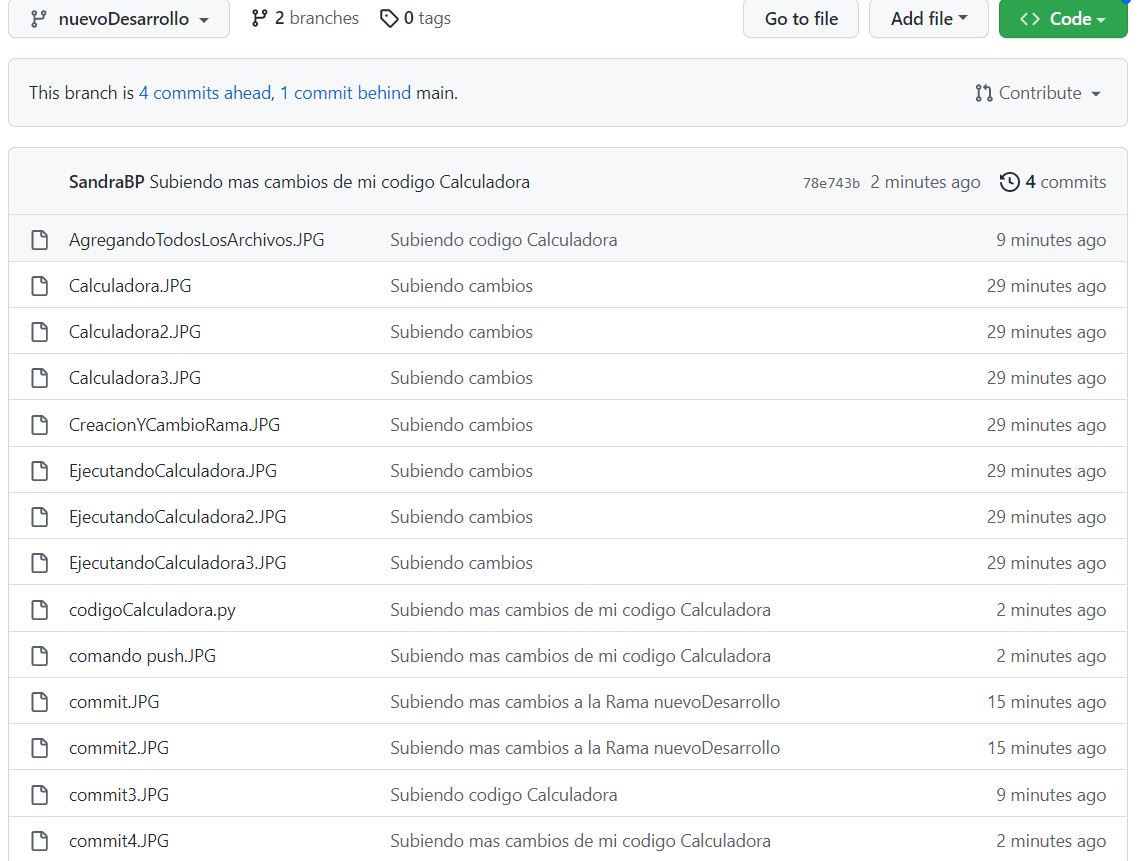 nuevoDesarrollo 2 branches 0 tags Go to file Add file Code
This branch is 4 commits ahead, 1 commit behind main. Contribute
SandraBP Subiendo mas cambios de mi codigo Calculadora 78e743b 2 minutes ago 4 commits
AgregandoTodosLosArchivos.JPG Subiendo codigo Calculadora 9 minutes ago
Calculadora.JPG Subiendo cambios 29 minutes ago
Calculadora2.JPG Subiendo cambios 29 minutes ago
Calculadora3.JPG Subiendo cambios 29 minutes ago
CreacionYCambioRama.JPG Subiendo cambios 29 minutes ago
EjecutandoCalculadora.JPG Subiendo cambios 29 minutes ago
EjecutandoCalculadora2.JPG Subiendo cambios 29 minutes ago
EjecutandoCalculadora3.JPG Subiendo cambios 29 minutes ago
codigoCalculadora.py Subiendo mas cambios de mi codigo Calculadora 2 minutes ago
comando push.JPG Subiendo mas cambios de mi codigo Calculadora 2 minutes ago
commit.JPG Subiendo mas cambios a la Rama nuevoDesarrollo 15 minutes ago
commit2.JPG Subiendo mas cambios a la Rama nuevoDesarrollo 15 minutes ago
commit3.JPG Subiendo codigo Calculadora 9 minutes ago
commit4.JPG Subiendo mas cambios de mi codigo Calculadora 2 minutes ago